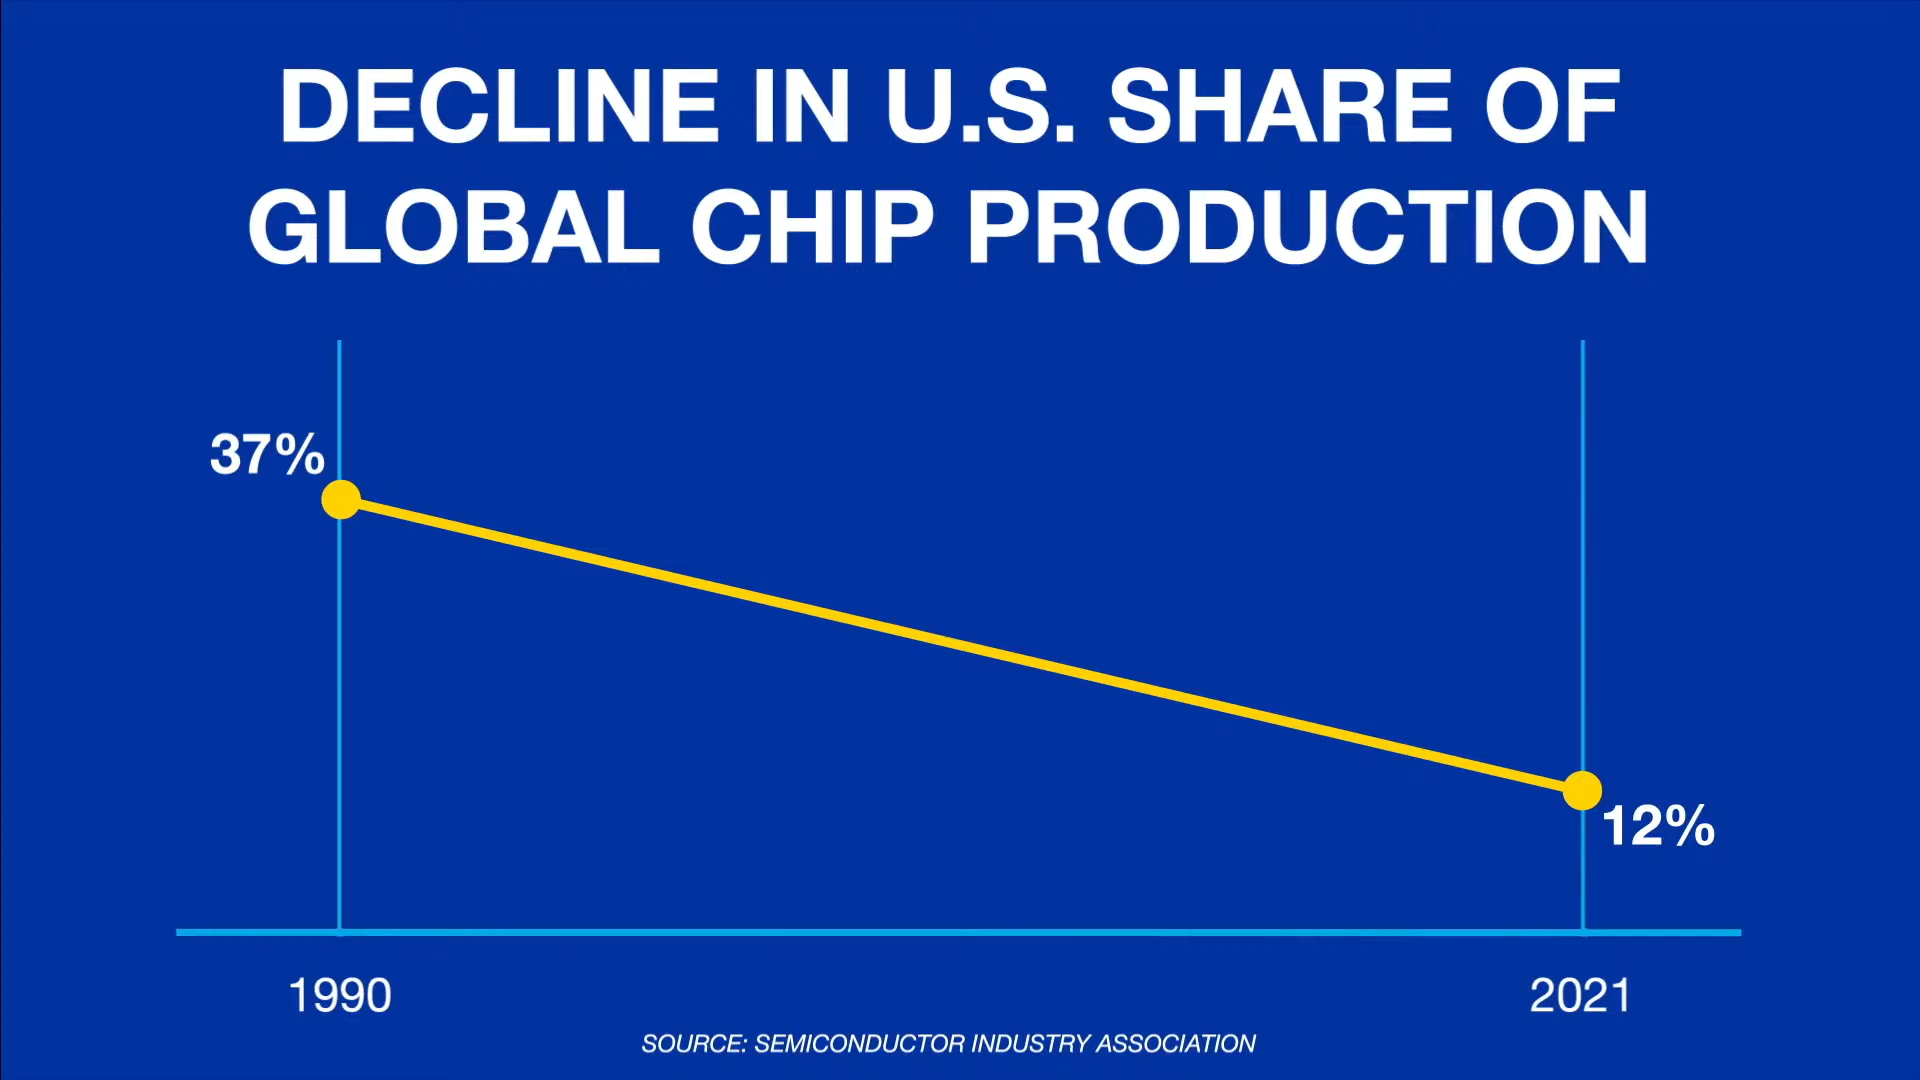 DECLINE IN U.S. SHARE OF
GLOBAL CHIP PRODUCTION
37%
12%
1990
2021
SOURCE: SEMICONDUCTOR INDUSTRY ASSOCIATION